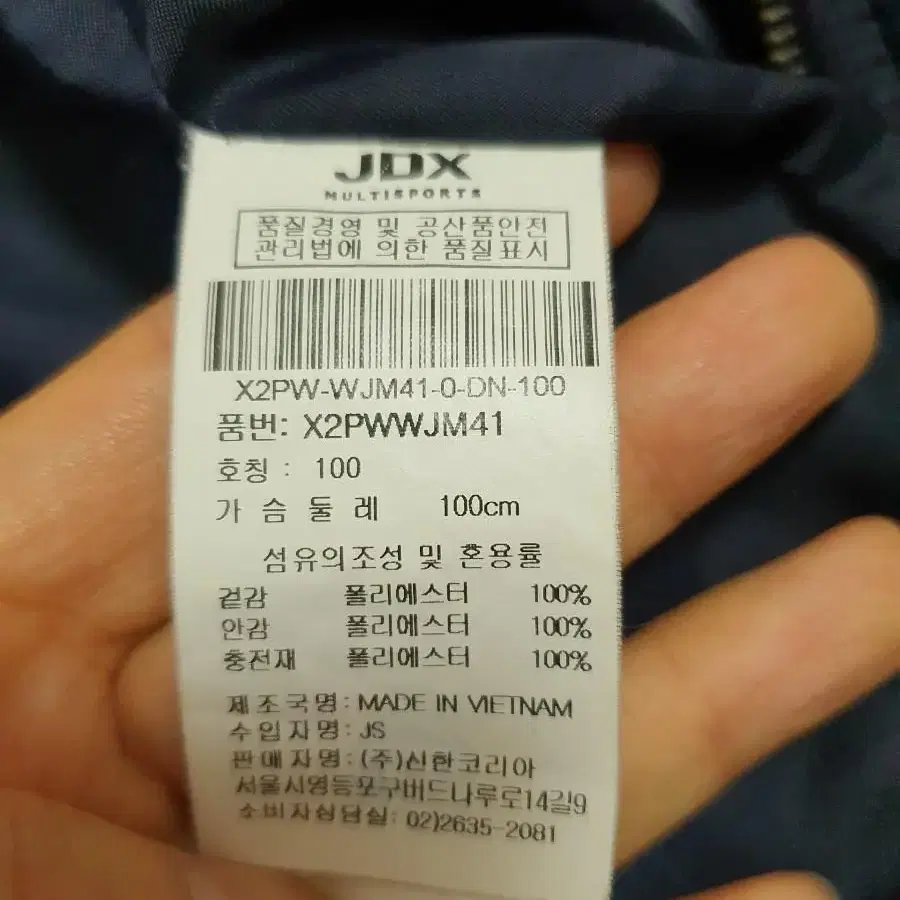 JDX
MULTISPORTS
품질경영 및 공산품안전
관리법에 의한 품질표시
X2PW-WJM41-0-DN-100
품번: X2PWWJM41
호칭 : 100
가 슴 둘 레 100cm
섬유의조성 및 혼용률
겉감 폴리에스터 100%
안감 폴리에스터 100%
충전재 폴리에스터 100%
제조국명: MADE IN VIETNAM
수입자명: JS
판매자명: (주)신한코리아
서울시영등포구버드나루로14길9
소비자상담실: 02)2635-2081